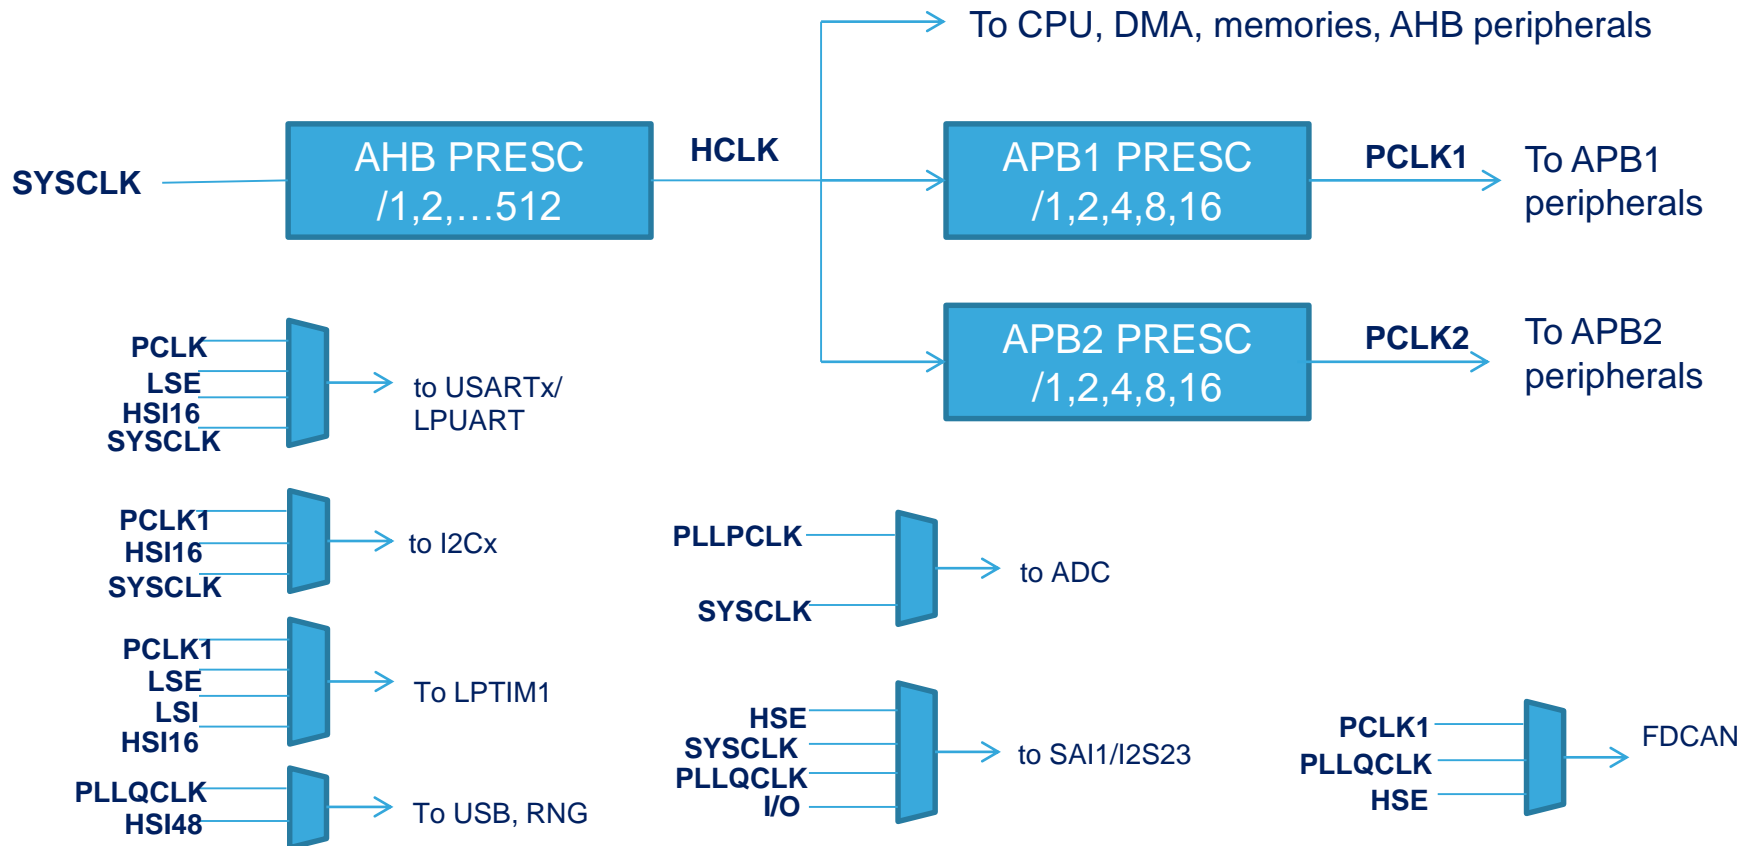 To CPU, DMA, memories, AHB peripherals
SYSCLK
AHB PRESC
/1,2,…512
HCLK
APB1 PRESC
/1,2,4,8,16
PCLK1
To APB1
peripherals
APB2 PRESC
/1,2,4,8,16
PCLK2
To APB2
peripherals
PCLK
LSE
HSI16
SYSCLK
to USARTx/
LPUART
PCLK1
HSI16
SYSCLK
to I2Cx
PCLK1
LSE
LSI
HSI16
To LPTIM1
PLLQCLK
HSI48
To USB, RNG
PLLPCLK
SYSCLK
to ADC
HSE
SYSCLK
PLLQCLK
I/O
to SAI1/I2S23
PCLK1
PLLQCLK
HSE
FDCAN